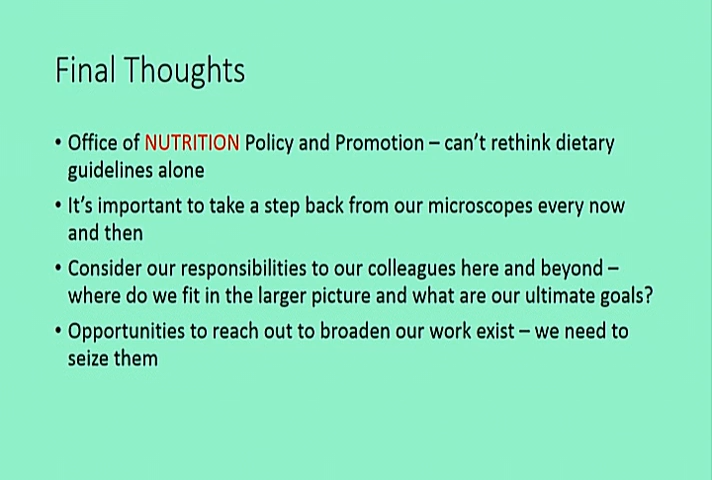 Final Thoughts
• Office of NUTRITION Policy and Promotion – can't rethink dietary
guidelines alone
• It's important to take a step back from our microscopes every now
and then
• Consider our responsibilities to our colleagues here and beyond –
where do we fit in the larger picture and what are our ultimate goals?
• Opportunities to reach out to broaden our work exist – we need to
seize them